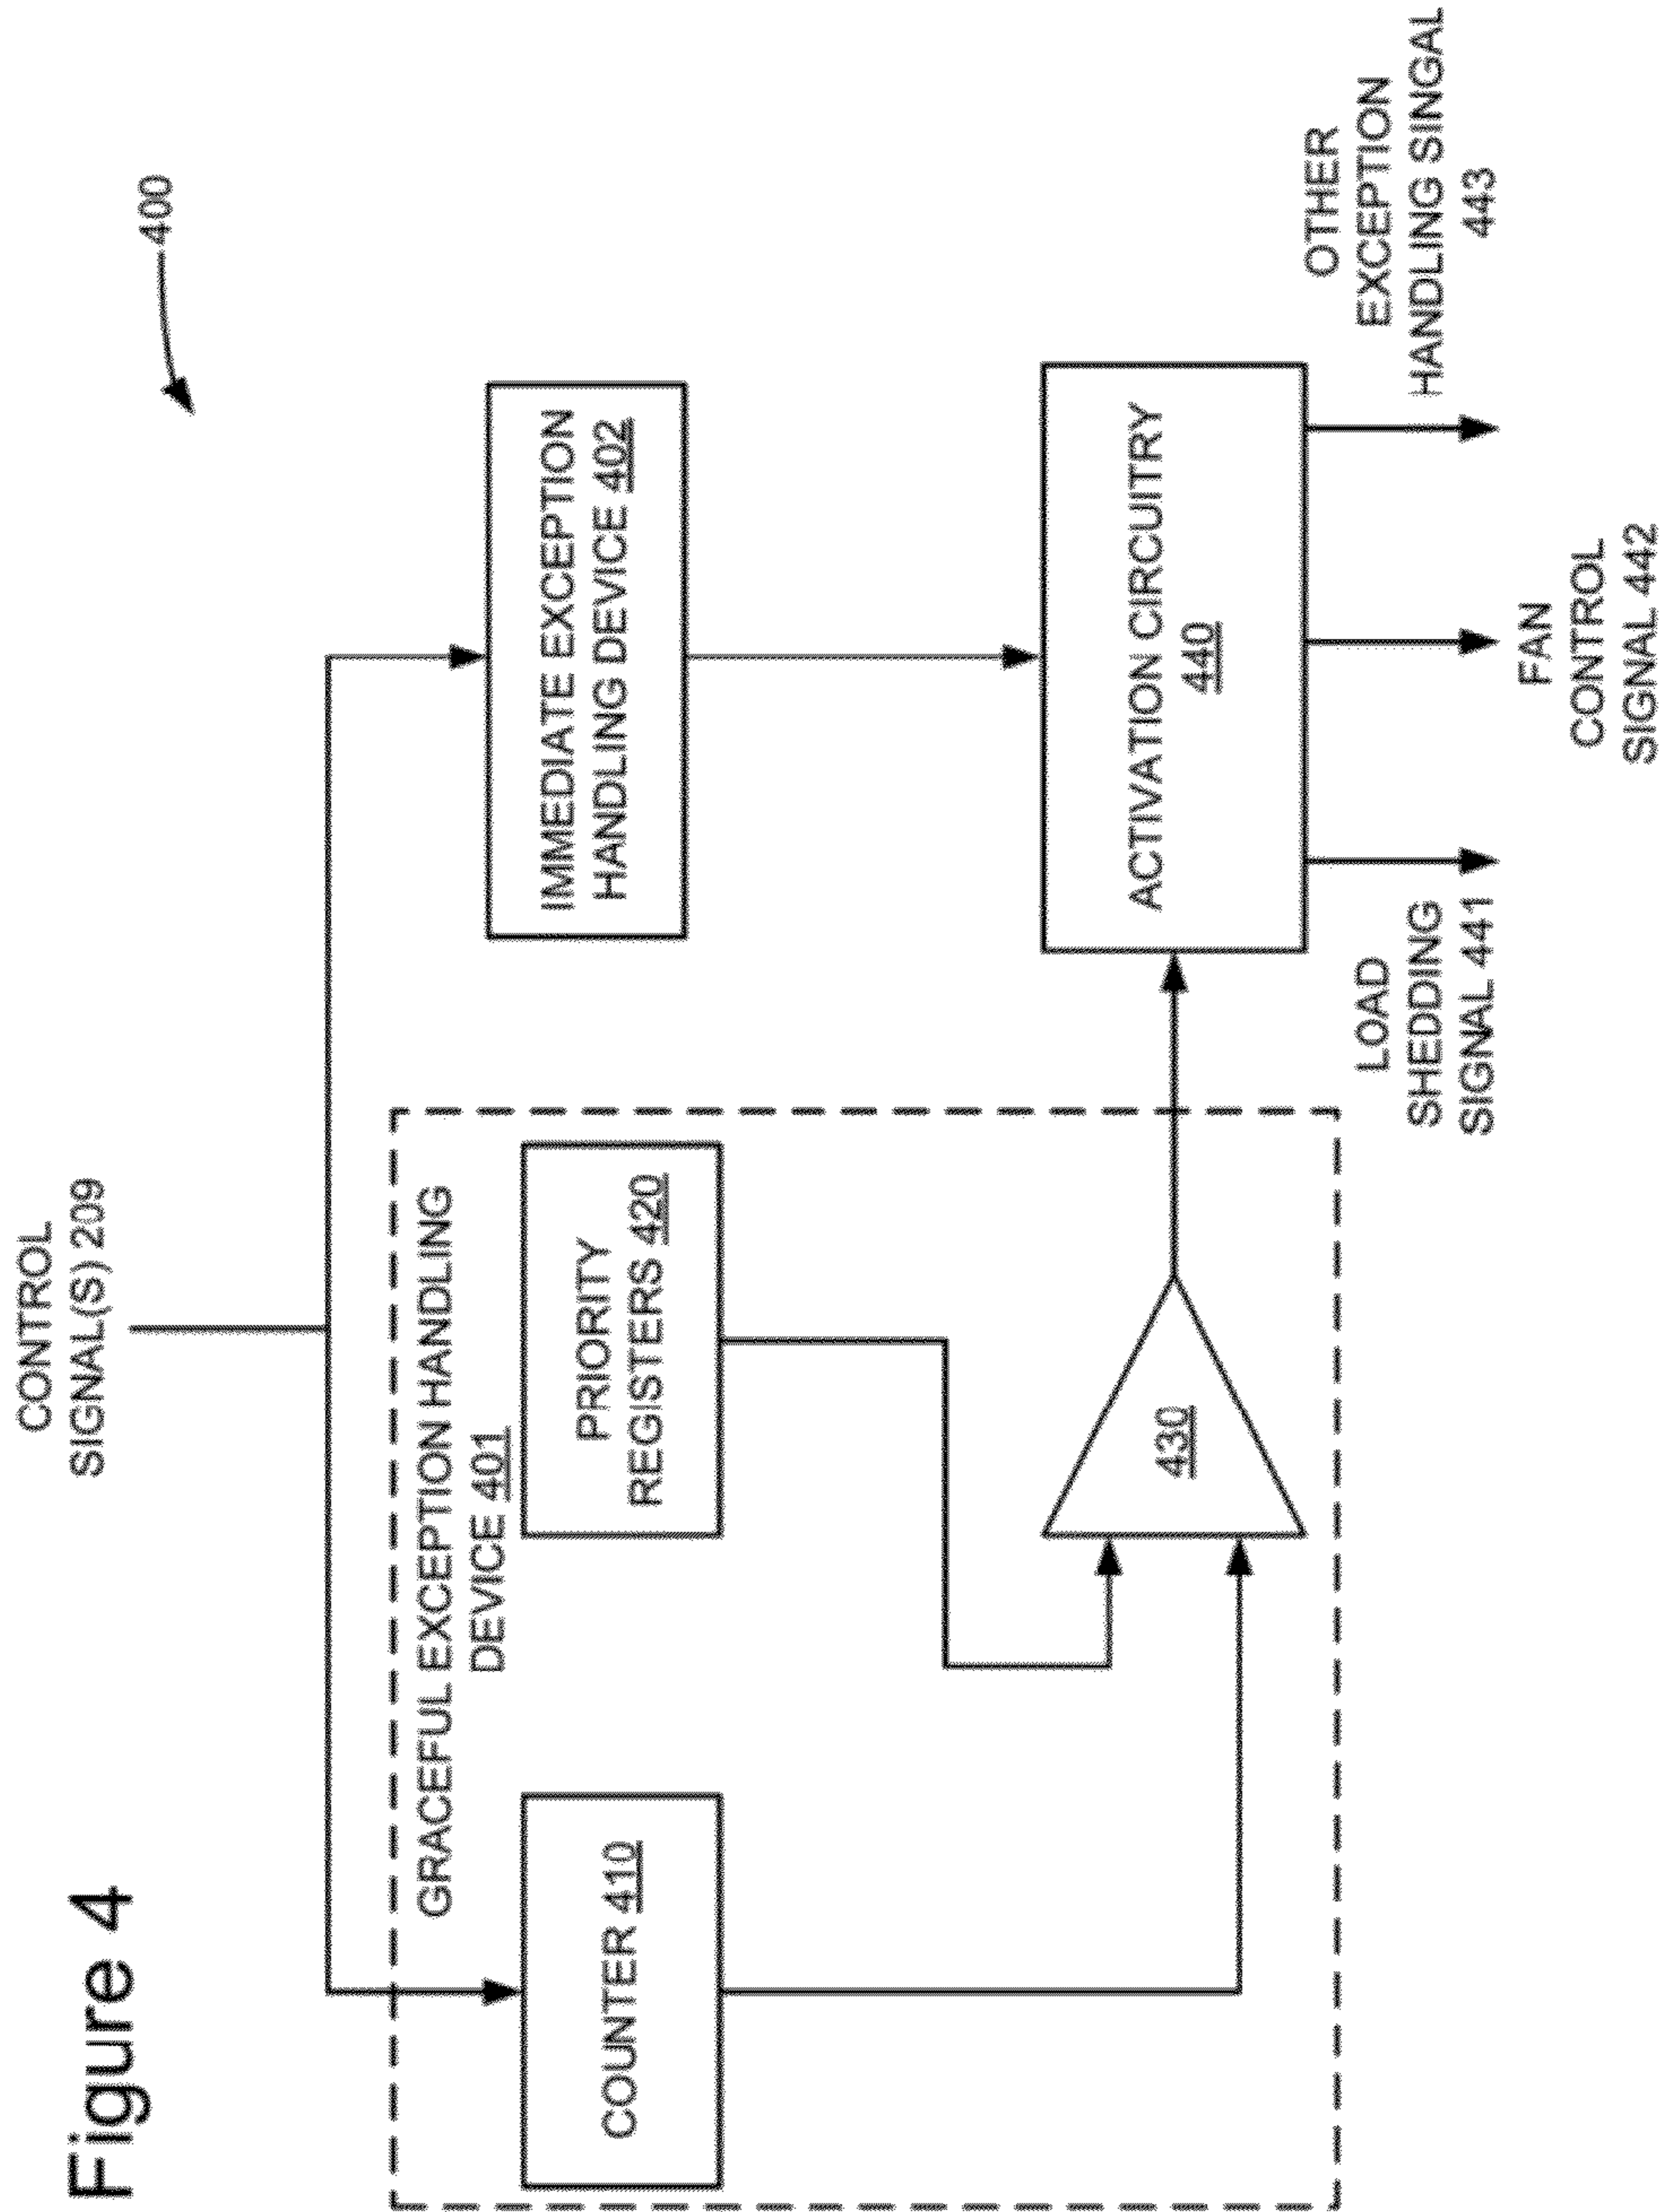 Figure 4
CONTROL
SIGNAL(S) 209
400
GRACEFUL EXCEPTION HANDLING
DEVICE 401
COUNTER 410
PRIORITY
REGISTERS 420
430
IMMEDIATE EXCEPTION
HANDLING DEVICE 402
ACTIVATION CIRCUITRY
440
LOAD
SHEDDING
SIGNAL 441
FAN
CONTROL
SIGNAL 442
OTHER
EXCEPTION
HANDLING SINGAL
443